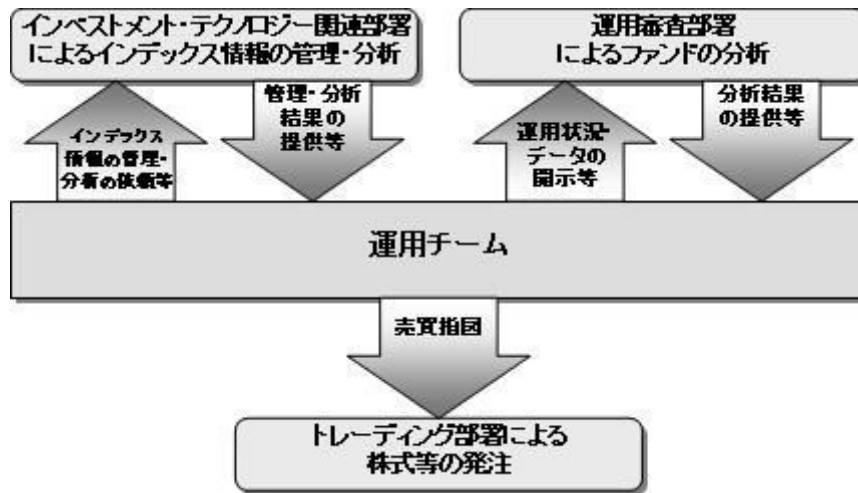 インベストメント・テクノロジー関連部署
によるインデックス情報の管理・分析
運用審査部署
によるファンドの分析
インデックス
情報の管理・
分析の依頼等
管理・分析
結果の
提供等
運用状況・
データの
開示等
分析結果
の提供等
運用チーム
売買指図
トレーディング部署による
株式等の発注